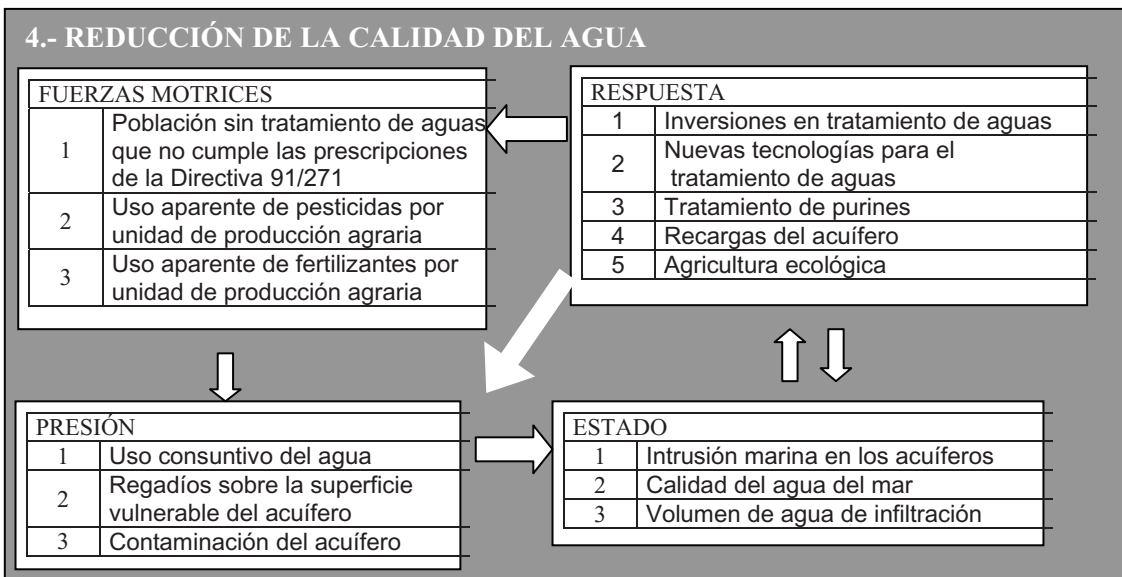 4.- REDUCCIÓN DE LA CALIDAD DEL AGUA
FUERZAS MOTRICES
1 Población sin tratamiento de aguas
que no cumple las prescripciones
de la Directiva 91/271
2 Uso aparente de pesticidas por
unidad de producción agraria
3 Uso aparente de fertilizantes por
unidad de producción agraria
RESPUESTA
1 Inversiones en tratamiento de aguas
2 Nuevas tecnologías para el
tratamiento de aguas
3 Tratamiento de purines
4 Recargas del acuífero
5 Agricultura ecológica
PRESIÓN
1 Uso consuntivo del agua
2 Regadíos sobre la superficie
vulnerable del acuífero
3 Contaminación del acuífero
ESTADO
1 Intrusión marina en los acuíferos
2 Calidad del agua del mar
3 Volumen de agua de infiltración